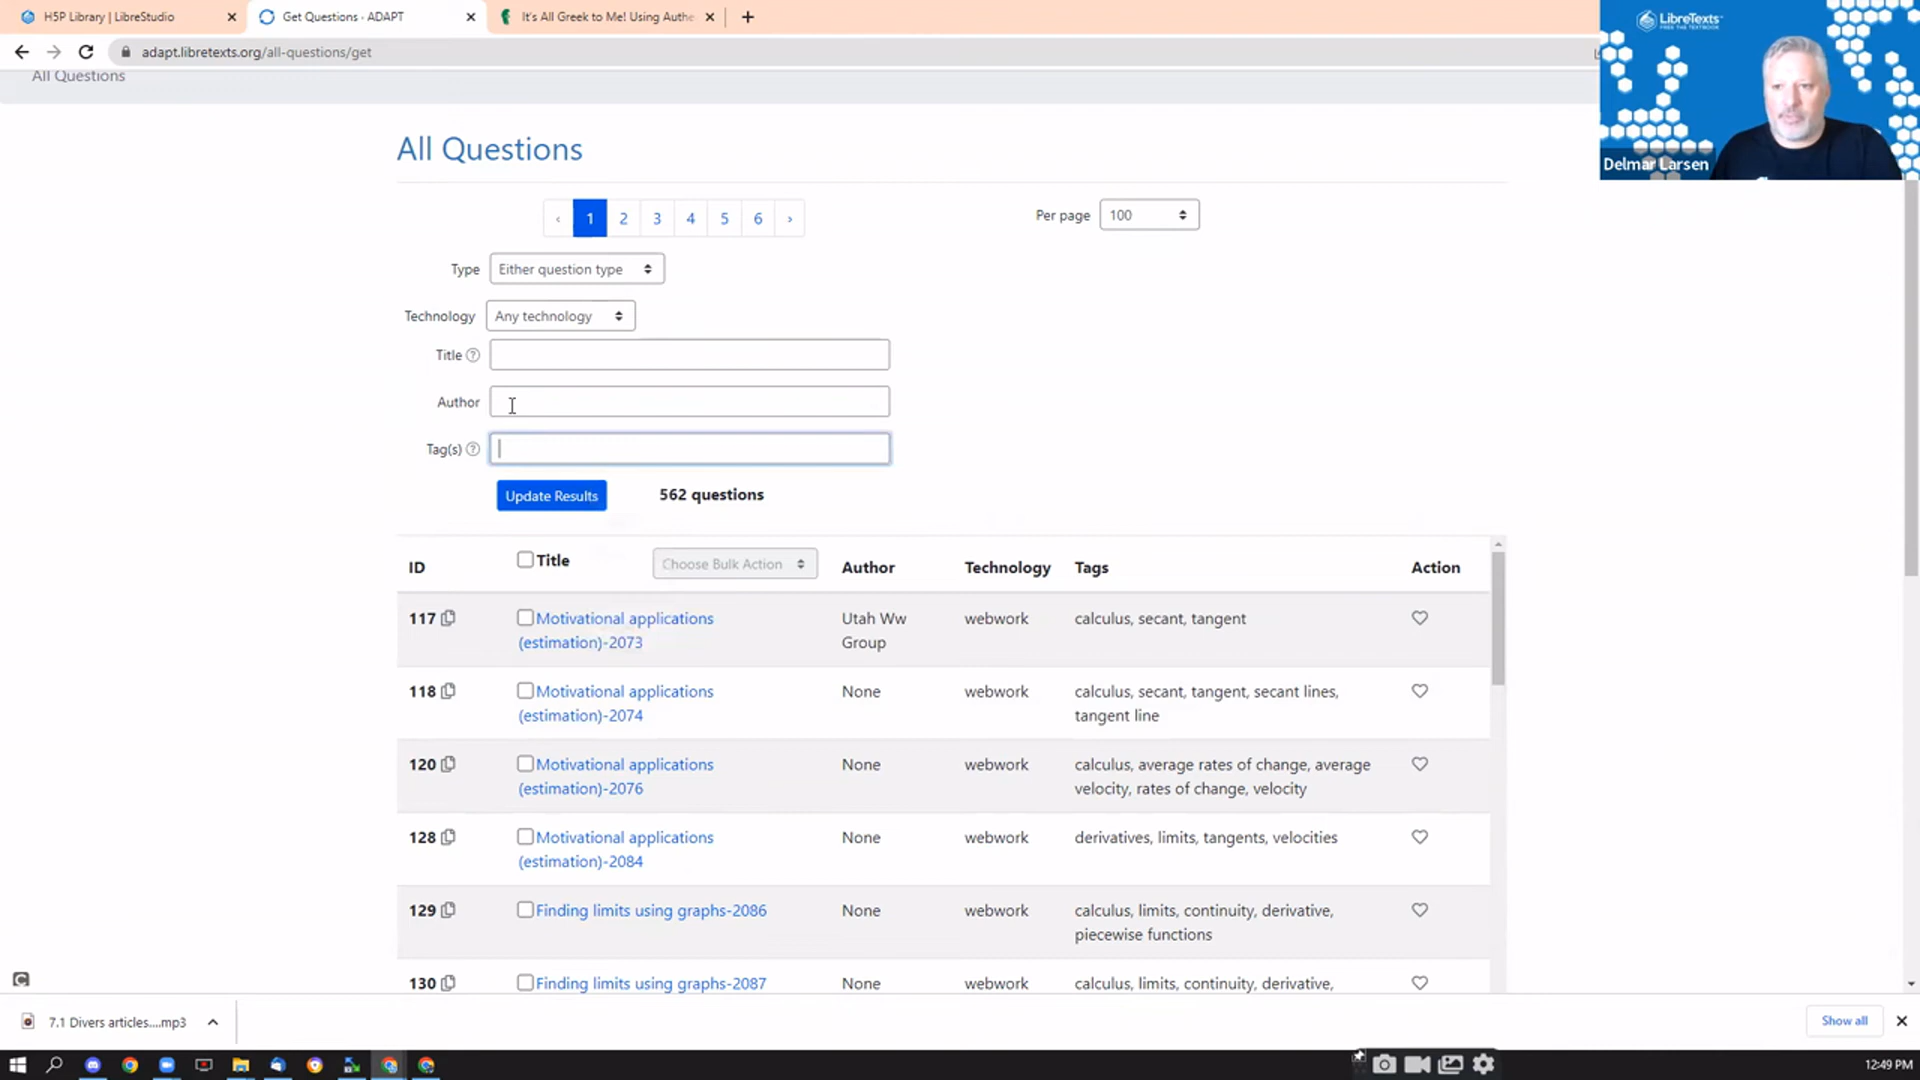 H5P Library | LibreStudio
Get Questions - ADAPT
It's All Greek to Me! Using Authe
adapt.libretexts.org/all-questions/get
LibreTexts
FREE THE TEXTBOOK
Delmar Larsen
All Questions
All Questions
‹ 1 2 3 4 5 6 ›
Per page 100
Type Either question type
Technology Any technology
Title
Author
Tag(s)
Update Results 562 questions
ID Title Choose Bulk Action Author Technology Tags Action
117 Motivational applications Utah Ww webwork calculus, secant, tangent
(estimation)-2073 Group
118 Motivational applications None webwork calculus, secant, tangent, secant lines,
(estimation)-2074 tangent line
120 Motivational applications None webwork calculus, average rates of change, average
(estimation)-2076 velocity, rates of change, velocity
128 Motivational applications None webwork derivatives, limits, tangents, velocities
(estimation)-2084
129 Finding limits using graphs-2086 None webwork calculus, limits, continuity, derivative,
piecewise functions
130 Finding limits using graphs-2087 None webwork calculus, limits, continuity, derivative,
7.1 Divers articles....mp3
Show all
12:49 PM